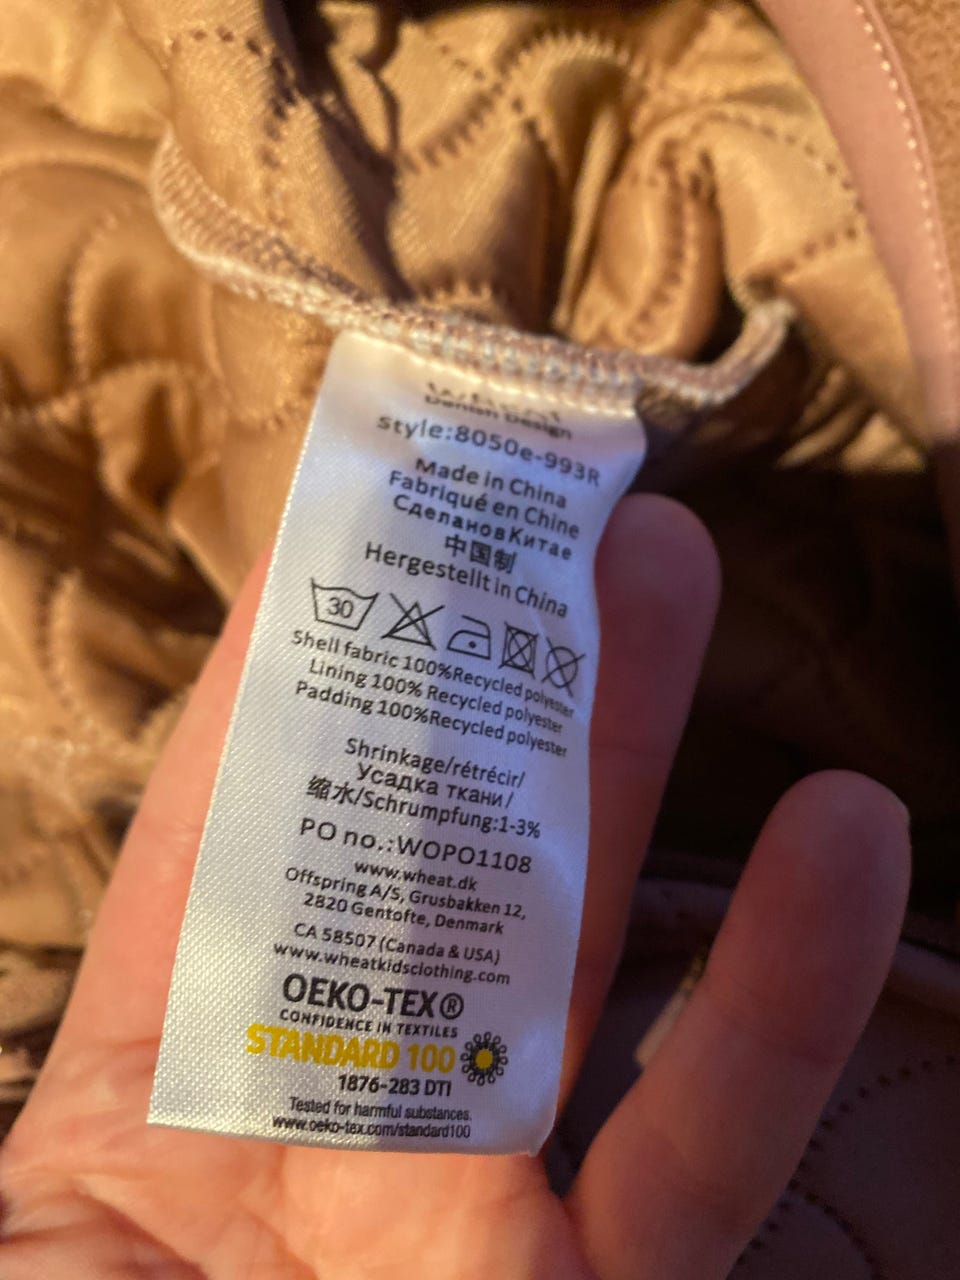 Danish Design
style:8050e-993R
Made in China
Fabriqué en Chine
СделановКитае
中国制
Hergestellt in China
30
Shell fabric 100%Recycled polyester
Lining 100% Recycled polyester
Padding 100%Recycled polyester
Shrinkage/rétrécir/
Усадка ткани/
缩水/Schrumpfung:1-3%
PO no.:WOPO1108
www.wheat.dk
Offspring A/S, Grusbakken 12,
2820 Gentofte, Denmark
CA 58507 (Canada & USA)
www.wheatkidsclothing.com
OEKO-TEX®
CONFIDENCE IN TEXTILES
STANDARD 100
1876-283 DTI
Tested for harmful substances.
www.oeko-tex.com/standard100